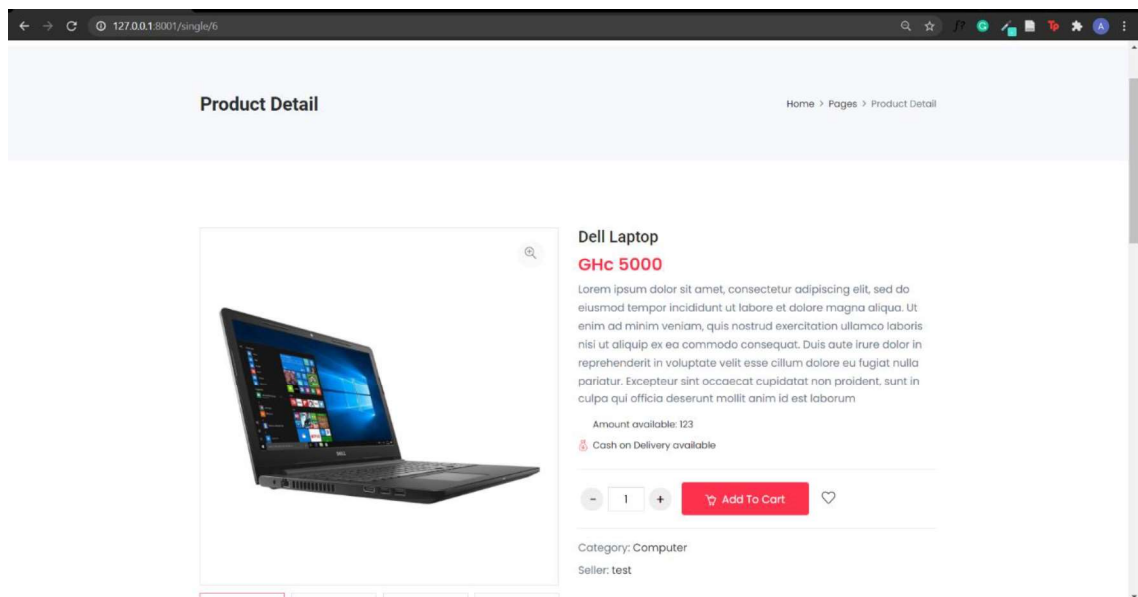 127.0.0.1:8001/single/6
Product Detail
Home > Pages > Product Detail
Dell Laptop
GHc 5000
Lorem ipsum dolor sit amet, consectetur adipiscing elit, sed do
eiusmod tempor incididunt ut labore et dolore magna aliqua. Ut
enim ad minim veniam, quis nostrud exercitation ullamco laboris
nisi ut aliquip ex ea commodo consequat. Duis aute irure dolor in
reprehenderit in voluptate velit esse cillum dolore eu fugiat nulla
pariatur. Excepteur sint occaecat cupidatat non proident, sunt in
culpa qui officia deserunt mollit anim id est laborum
Amount available: 123
Cash on Delivery available
- 1 + Add To Cart
Category: Computer
Seller: test
DELL